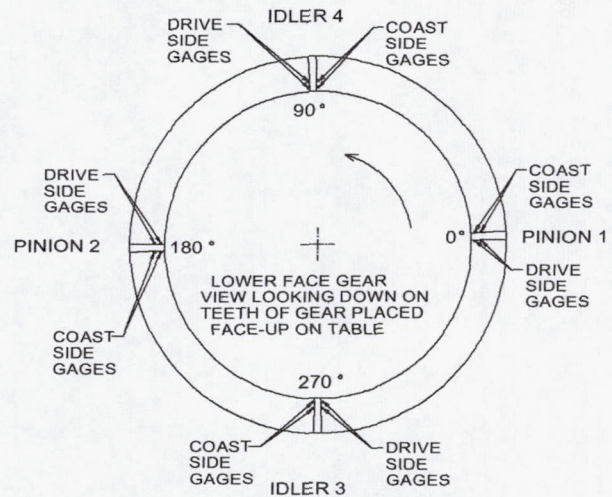 IDLER 4
DRIVE
SIDE
GAGES
COAST
SIDE
GAGES
90°
DRIVE
SIDE
GAGES
COAST
SIDE
GAGES
PINION 2
180°
0°
PINION 1
DRIVE
SIDE
GAGES
LOWER FACE GEAR
VIEW LOOKING DOWN ON
TEETH OF GEAR PLACED
FACE-UP ON TABLE
COAST
SIDE
GAGES
270°
COAST
SIDE
GAGES
DRIVE
SIDE
GAGES
IDLER 3